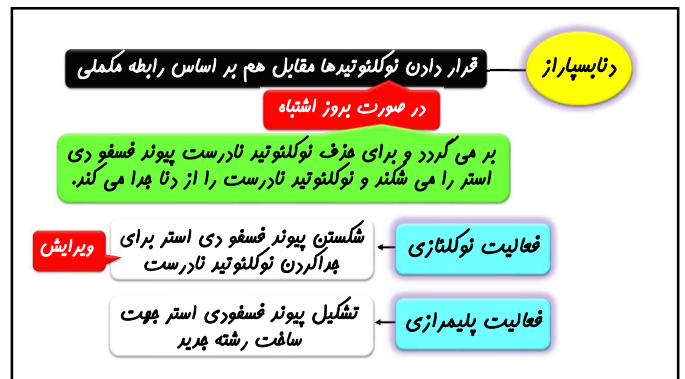 دنابسپاراز
قرار دادن نوکلئوتیدها مقابل هم بر اساس رابطه مکملی
در صورت بروز اشتباه
بر می گردد و برای حذف نوکلئوتید نادرست پیوند فسفو دی
استر را می شکند و نوکلئوتید نادرست را از دنا جدا می کند.
فعالیت نوکلئازی
شکستن پیوند فسفو دی استر برای
جداکردن نوکلئوتید نادرست
ویرایش
فعالیت پلیمرازی
تشکیل پیوند فسفودی استر جهت
ساخت رشته جدید